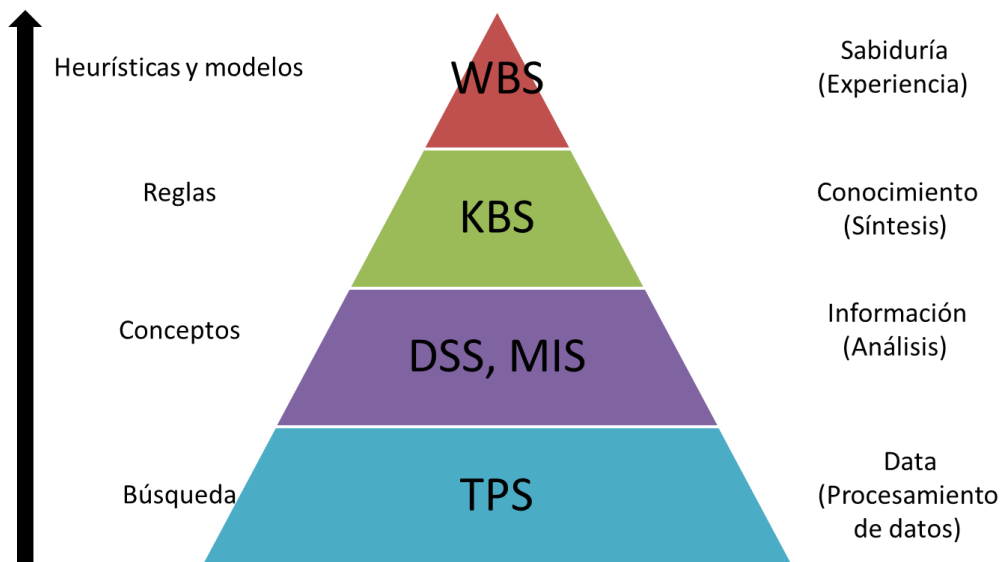 Heurísticas y modelos
WBS
Sabiduría
(Experiencia)
Reglas
KBS
Conocimiento
(Síntesis)
Conceptos
DSS, MIS
Información
(Análisis)
Búsqueda
TPS
Data
(Procesamiento
de datos)